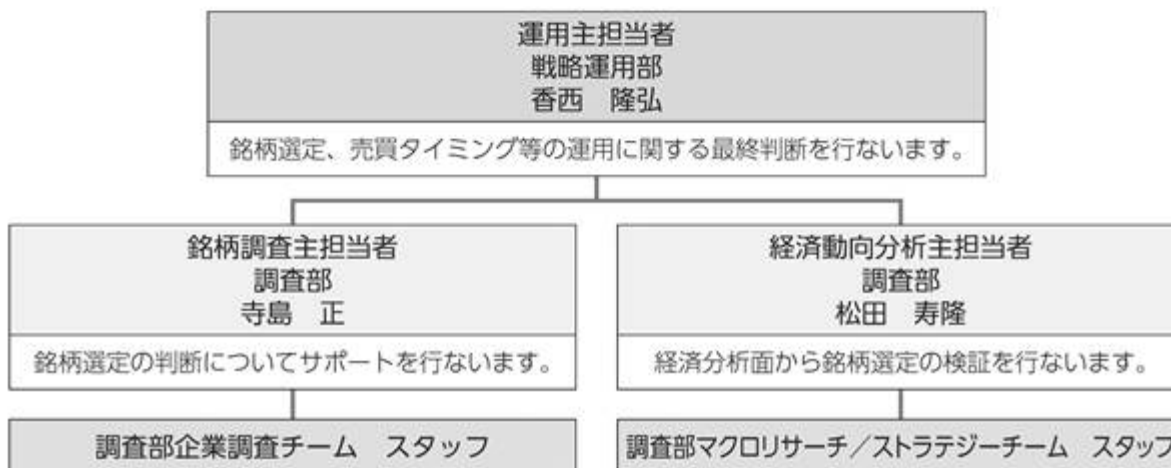 運用主担当者
戦略運用部
香西　隆弘
銘柄選定、売買タイミング等の運用に関する最終判断を行ないます。
銘柄調査主担当者
調査部
寺島　正
銘柄選定の判断についてサポートを行ないます。
調査部企業調査チーム　スタッフ
経済動向分析主担当者
調査部
松田　寿隆
経済分析面から銘柄選定の検証を行ないます。
調査部マクロリサーチ／ストラテジーチーム　スタッフ